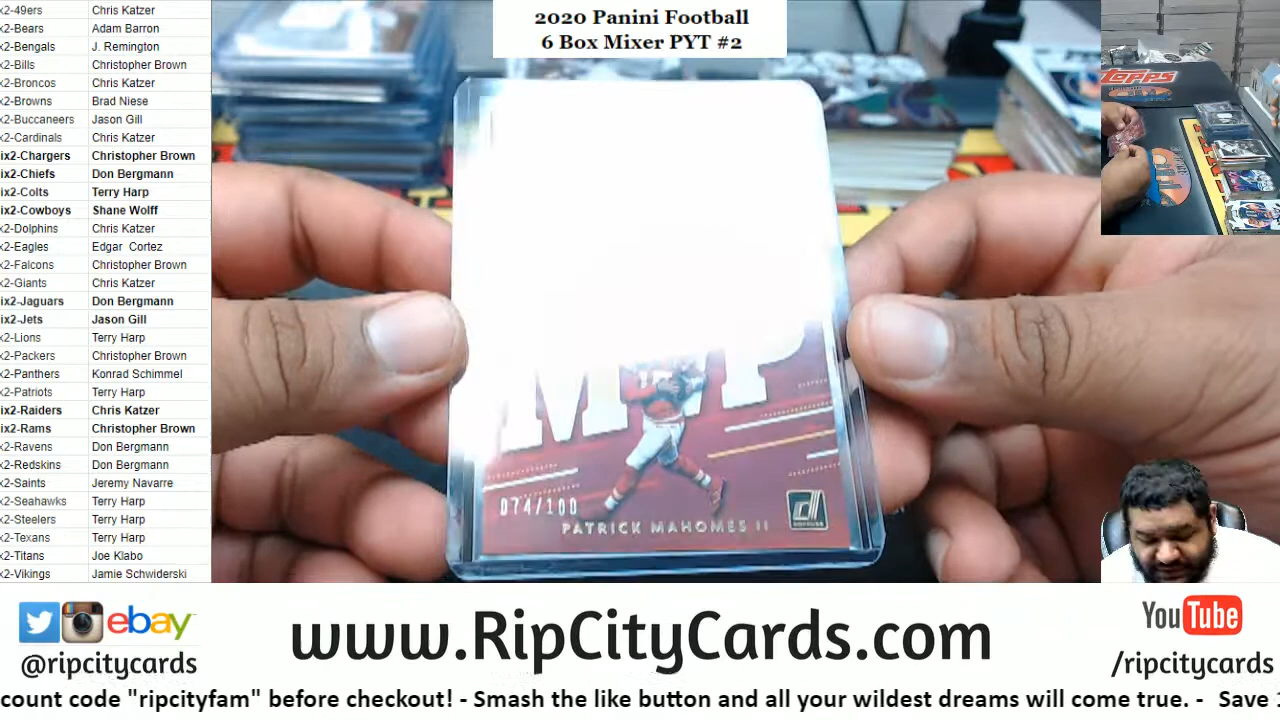 2020 Panini Football
6 Box Mixer PYT #2
x2-49ers Chris Katzer
x2-Bears Adam Barron
x2-Bengals J. Remington
x2-Bills Christopher Brown
x2-Broncos Chris Katzer
x2-Browns Brad Niese
x2-Buccaneers Jason Gill
x2-Cardinals Chris Katzer
ix2-Chargers Christopher Brown
ix2-Chiefs Don Bergmann
ix2-Colts Terry Harp
ix2-Cowboys Shane Wolff
x2-Dolphins Chris Katzer
x2-Eagles Edgar Cortez
x2-Falcons Christopher Brown
x2-Giants Chris Katzer
ix2-Jaguars Don Bergmann
ix2-Jets Jason Gill
x2-Lions Terry Harp
x2-Packers Christopher Brown
x2-Panthers Konrad Schimmel
x2-Patriots Terry Harp
ix2-Raiders Chris Katzer
ix2-Rams Christopher Brown
x2-Ravens Don Bergmann
x2-Redskins Don Bergmann
x2-Saints Jeremy Navarre
x2-Seahawks Terry Harp
x2-Steelers Terry Harp
x2-Texans Terry Harp
x2-Titans Joe Klabo
x2-Vikings Jamie Schwiderski
Topps
MVP
074/100
PATRICK MAHOMES II
ebay
@ripcitycards
www.RipCityCards.com
YouTube
/ripcitycards
count code "ripcityfam" before checkout! - Smash the like button and all your wildest dreams will come true. - Save